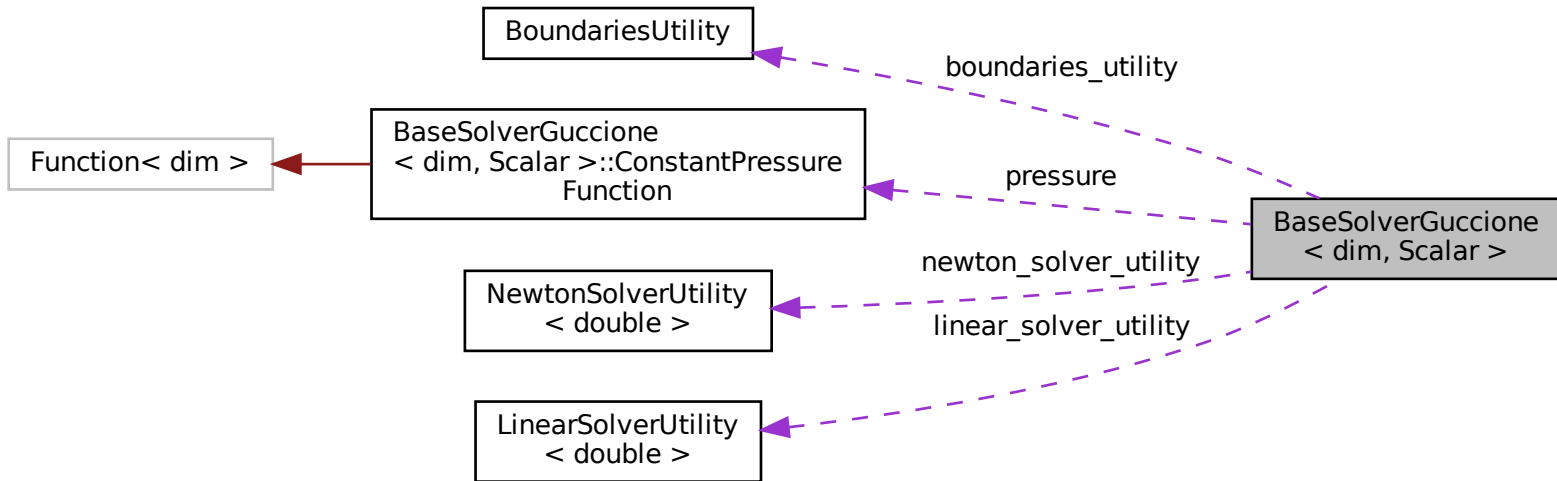 BoundariesUtility
boundaries_utility
Function< dim >
BaseSolverGuccione
< dim, Scalar >::ConstantPressure
Function
pressure
BaseSolverGuccione
< dim, Scalar >
newton_solver_utility
NewtonSolverUtility
< double >
linear_solver_utility
LinearSolverUtility
< double >